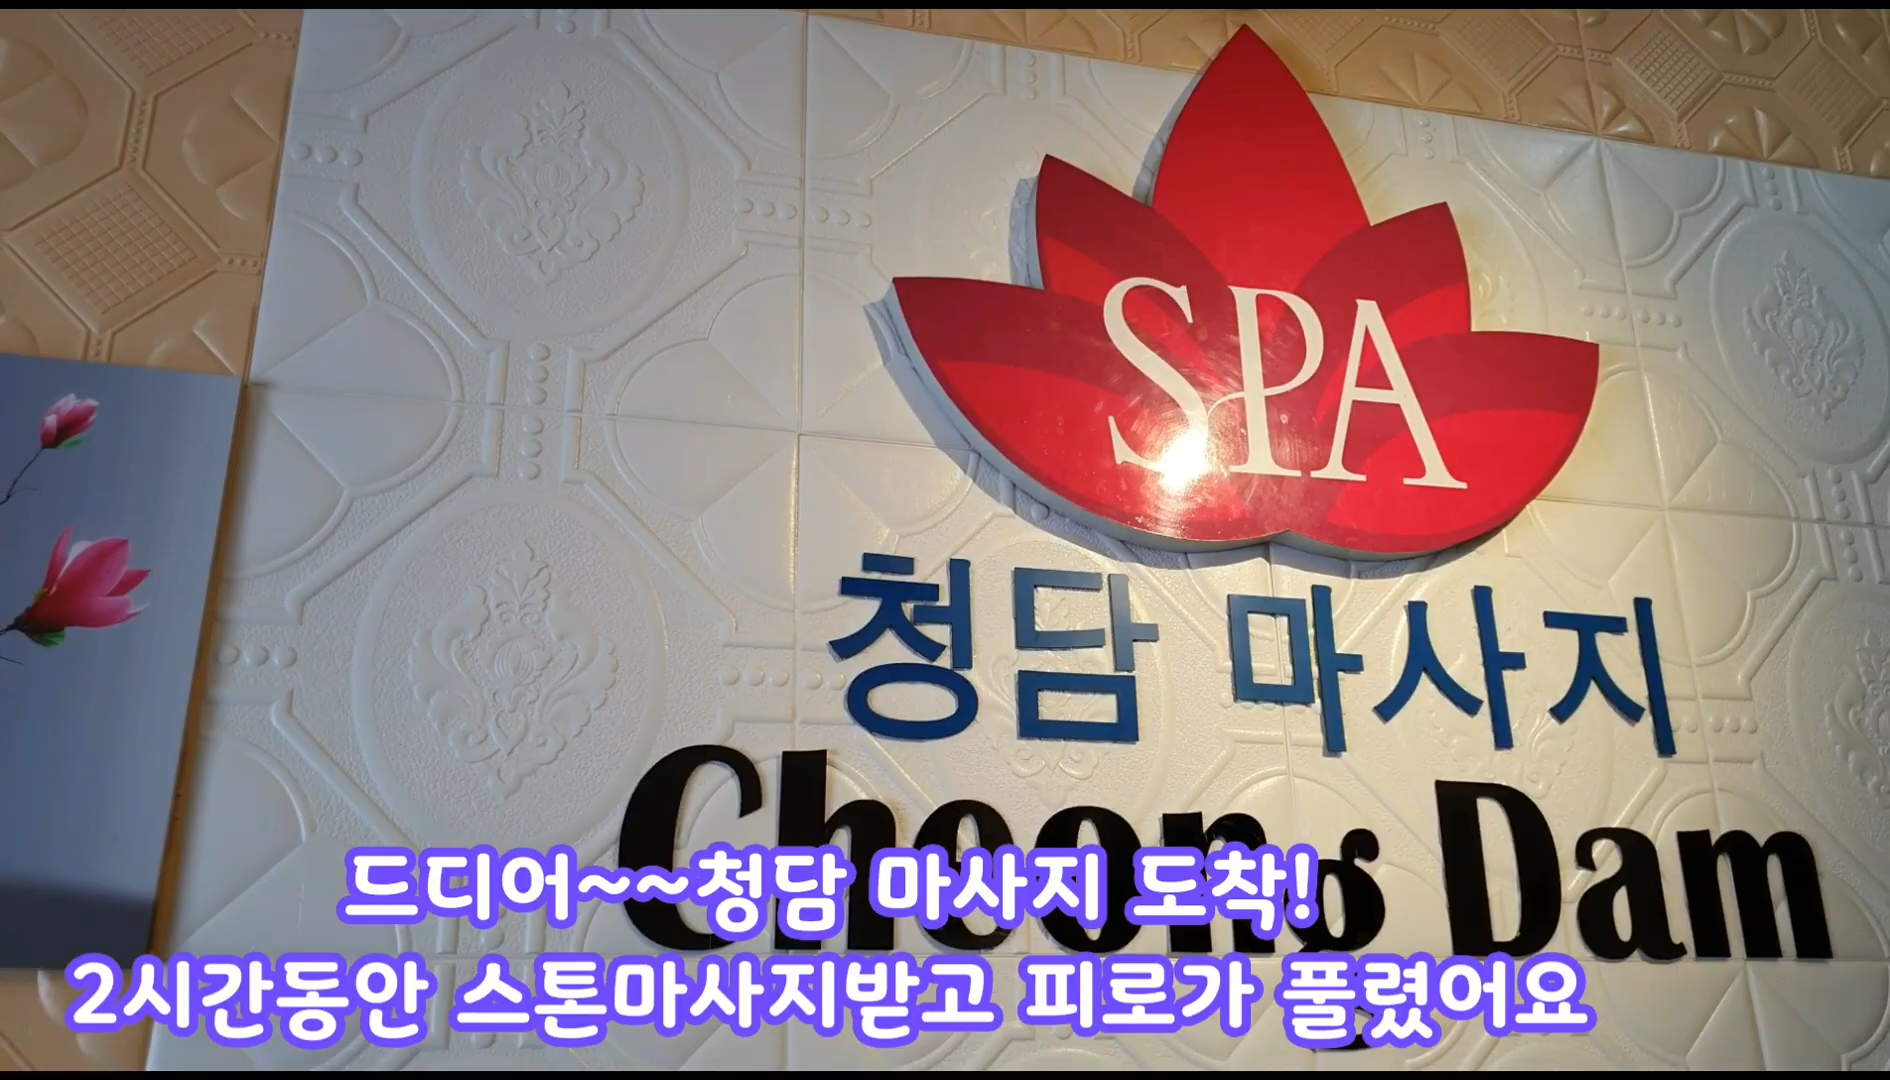 SPA
청담 마사지
Cheong Dam
드디어~~청담 마사지 도착!
2시간동안 스톤마사지받고 피로가 풀렸어요